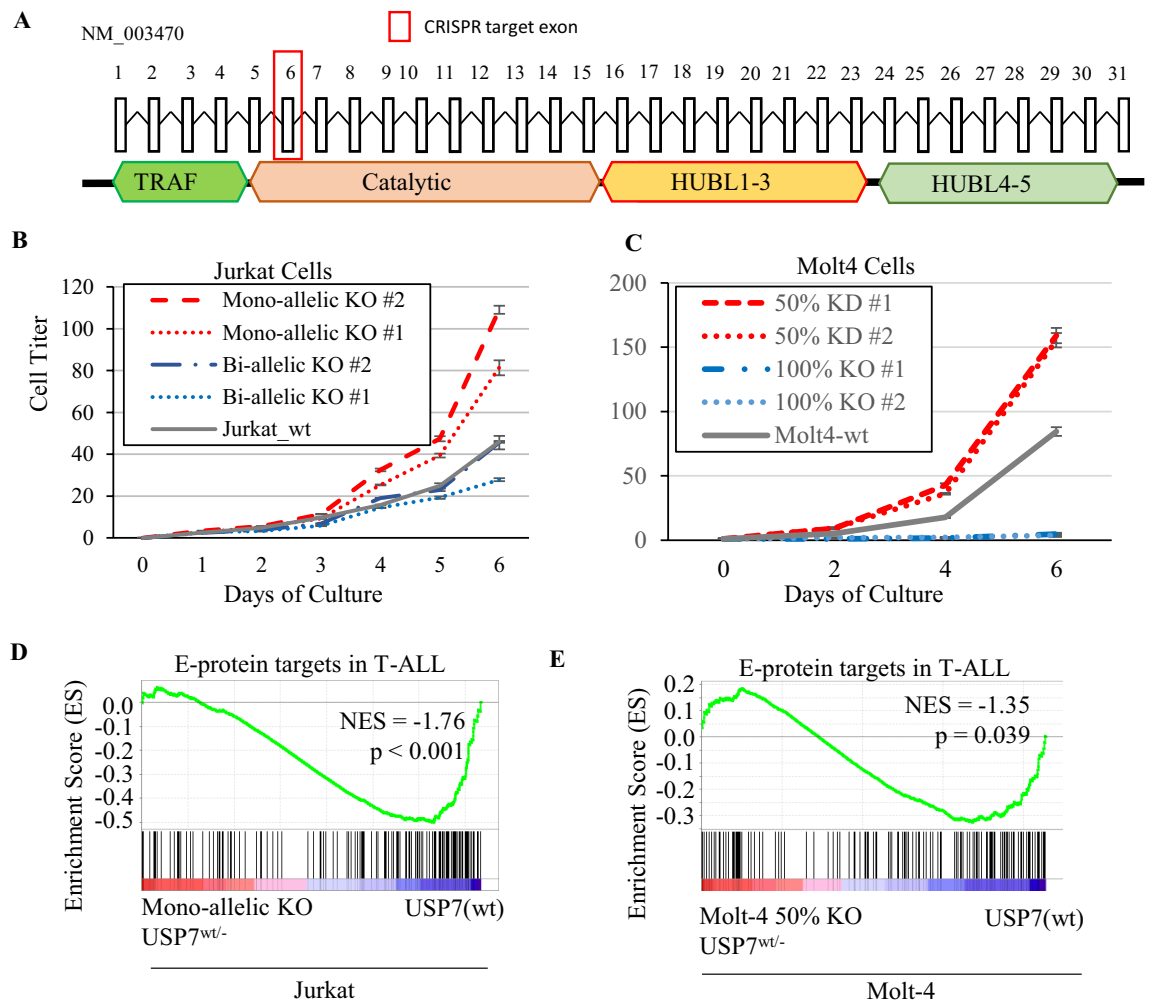 A
NM_003470
CRISPR target exon
1 2 3 4 5 6 7 8 9 10 11 12 13 14 15 16 17 18 19 20 21 22 23 24 25 26 27 28 29 30 31
TRAF Catalytic HUBL1-3 HUBL4-5
B
Jurkat Cells
Cell Titer
120
100
80
60
40
20
0
Mono-allelic KO #2
Mono-allelic KO #1
Bi-allelic KO #2
Bi-allelic KO #1
Jurkat_wt
0 1 2 3 4 5 6
Days of Culture
C
Molt4 Cells
200
150
100
50
0
50% KD #1
50% KD #2
100% KO #1
100% KO #2
Molt4-wt
0 2 4 6
Days of Culture
D
E-protein targets in T-ALL
Enrichment Score (ES)
0.0
-0.1
-0.2
-0.3
-0.4
-0.5
NES = -1.76
p < 0.001
Mono-allelic KO
USP7wt/-
USP7(wt)
Jurkat
E
E-protein targets in T-ALL
Enrichment Score (ES)
0.2
0.1
0.0
-0.1
-0.2
-0.3
NES = -1.35
p = 0.039
Molt-4 50% KO
USP7wt/-
USP7(wt)
Molt-4